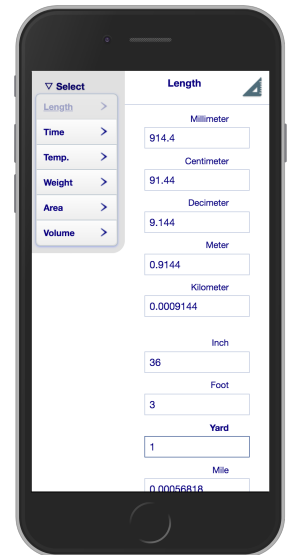 ▽ Select
Length
Time
Temp.
Weight
Area
Volume
Length
Millimeter
914.4
Centimeter
91.44
Decimeter
9.144
Meter
0.9144
Kilometer
0.0009144
Inch
36
Foot
3
Yard
1
Mile
0.00056818